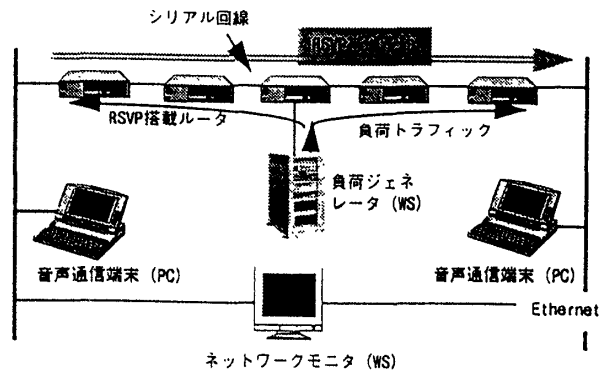 シリアル回線
RSVP搭載ルータ
負荷トラフィック
負荷ジェネ
レータ (WS)
音声通信端末 (PC)
音声通信端末 (PC)
Ethernet
ネットワークモニタ (WS)